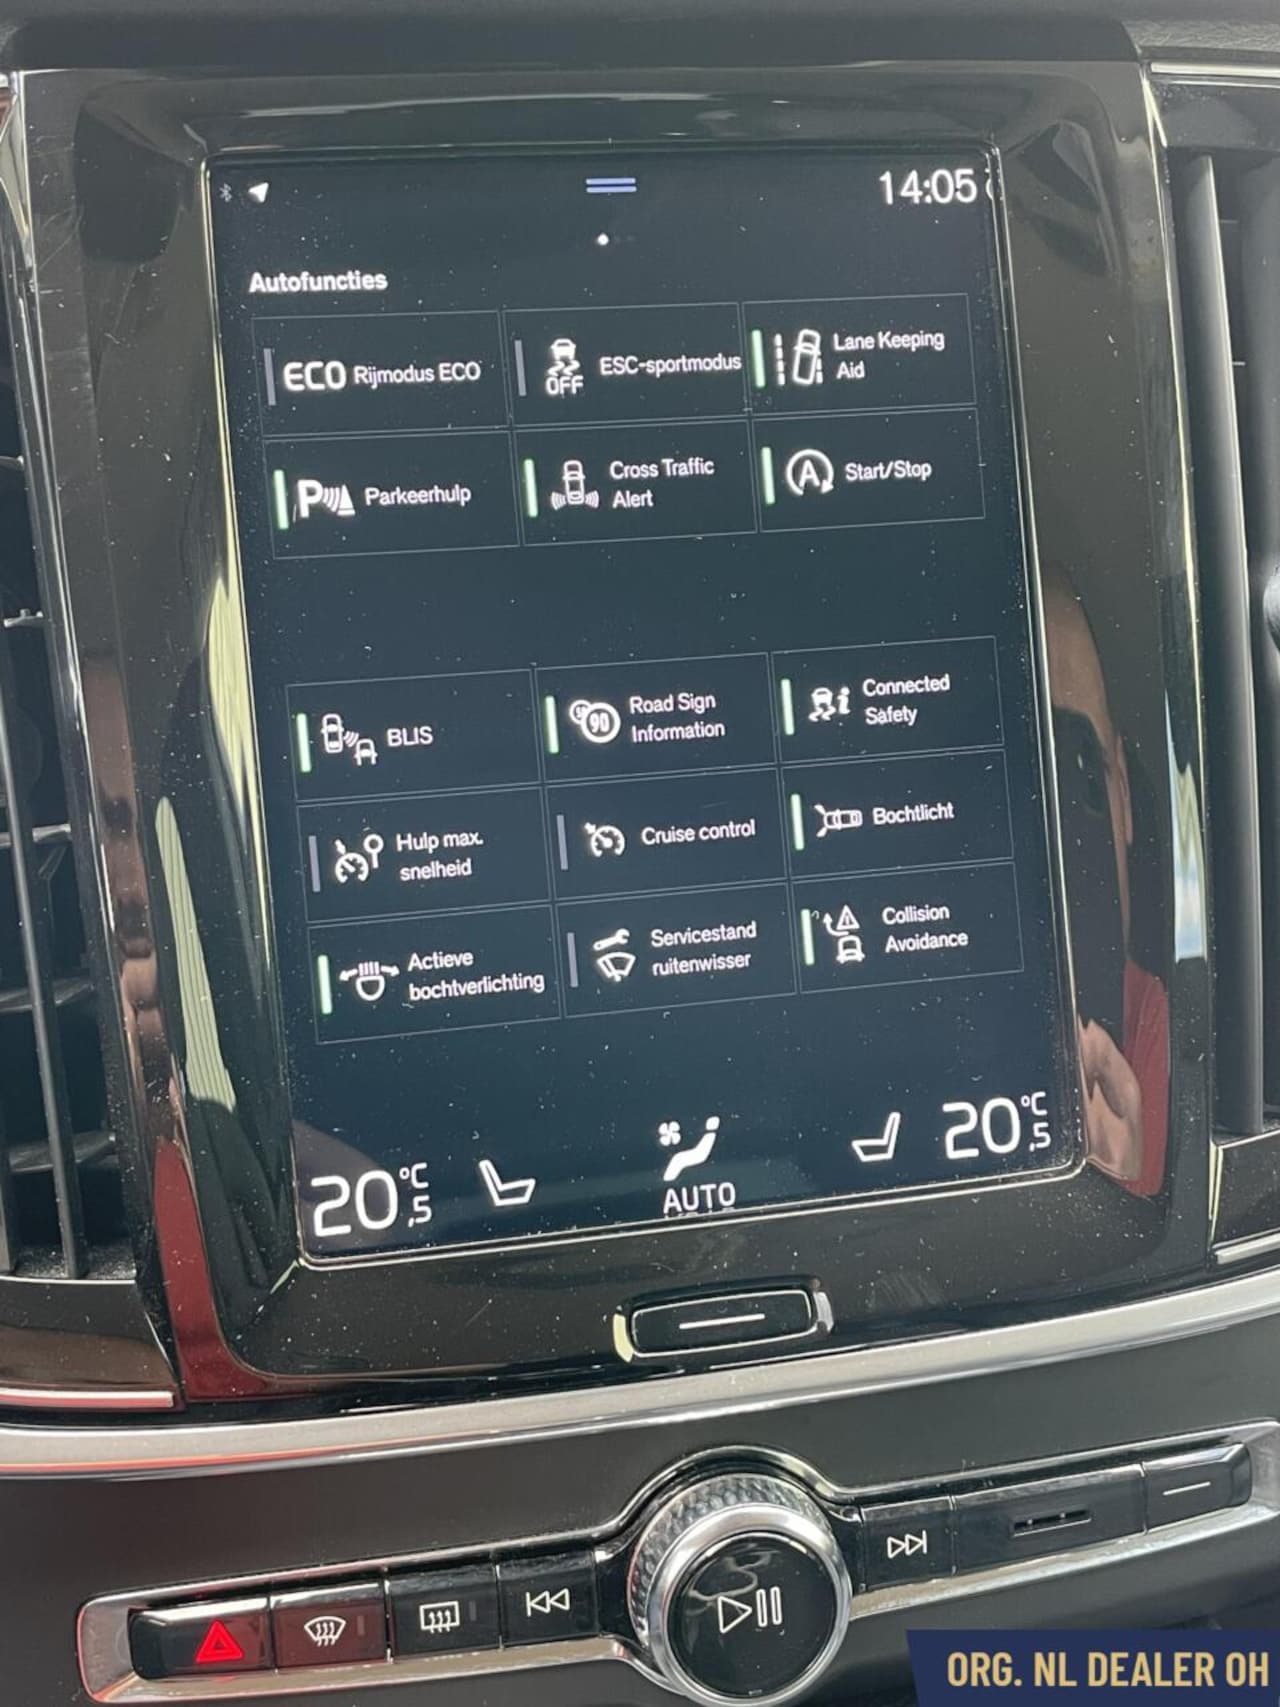 14:05
Autofuncties
ECO Rijmodus ECO
OFF
ESC-sportmodus
Lane Keeping
Aid
P Parkeerhulp
Cross Traffic
Alert
A Start/Stop
BLIS
90
Road Sign
Information
i
Connected
Safety
Hulp max.
snelheid
Cruise control
Bochtlicht
Actieve
bochtverlichting
Servicestand
ruitenwisser
Collision
Avoidance
20,5 °C
AUTO
20,5 °C
ORG. NL DEALER OH